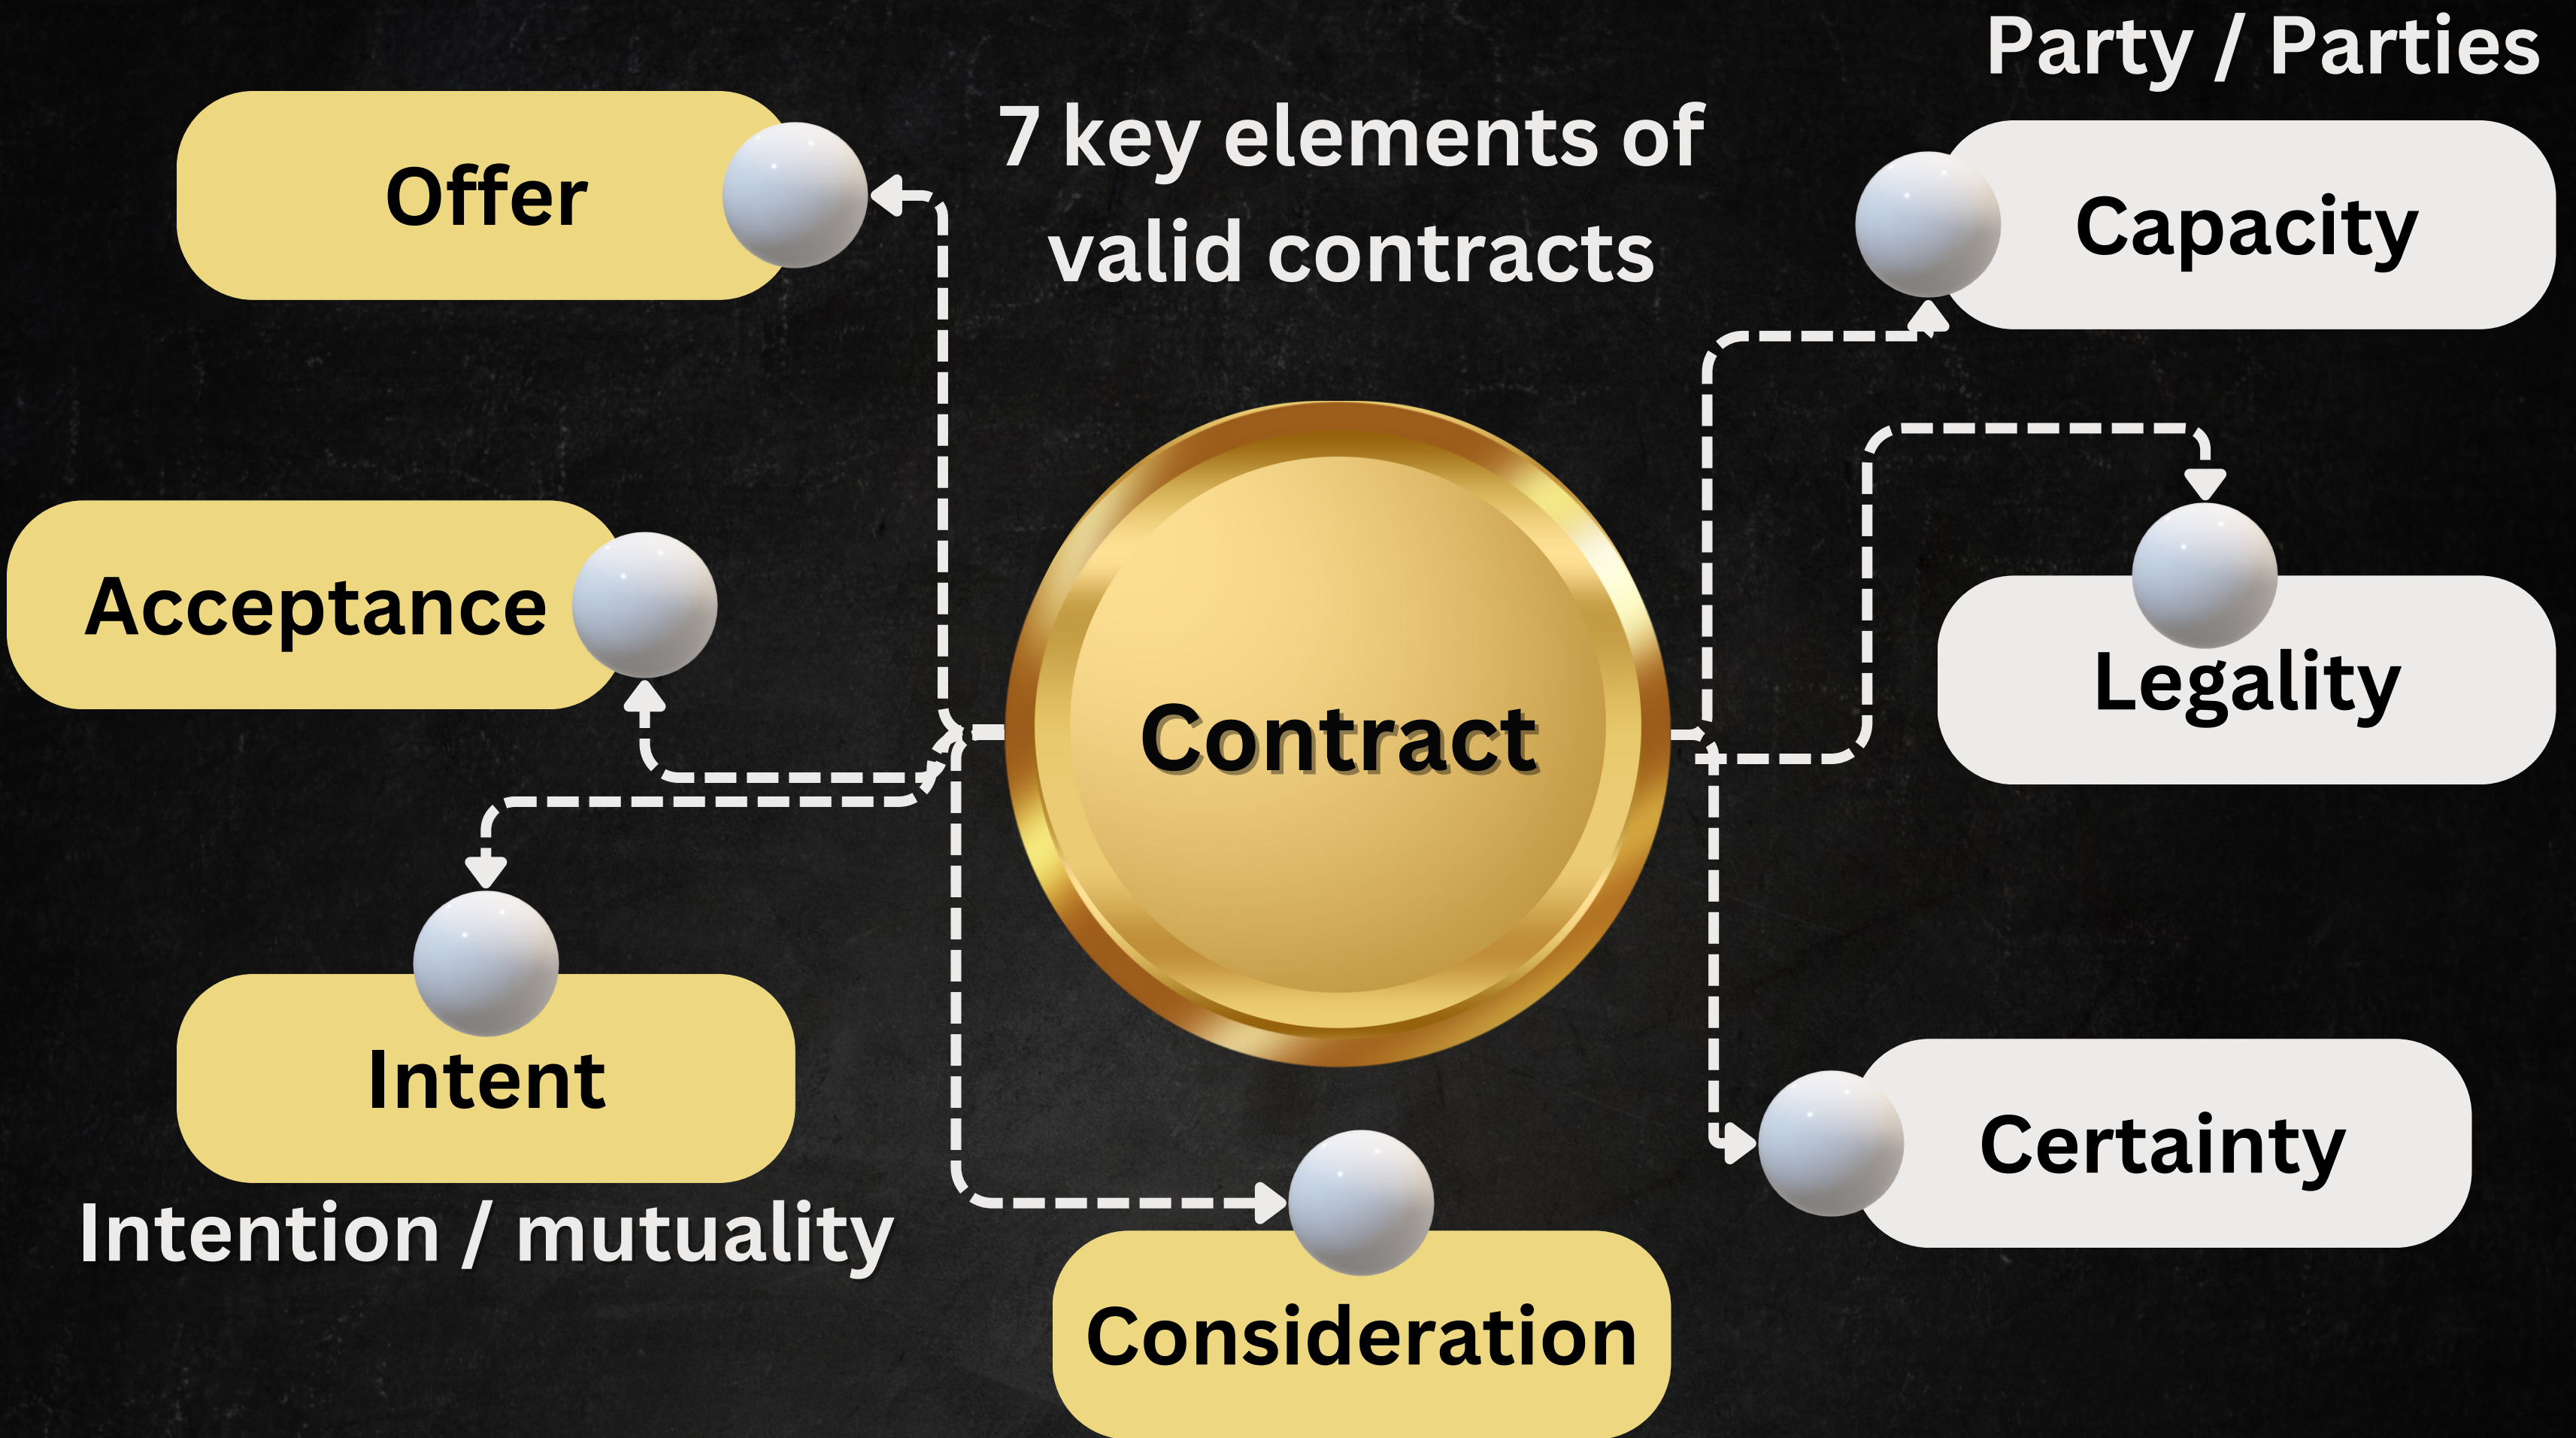 Party / Parties
7 key elements of
valid contracts
Offer
Capacity
Acceptance
Legality
Contract
Intent
Intention / mutuality
Certainty
Consideration